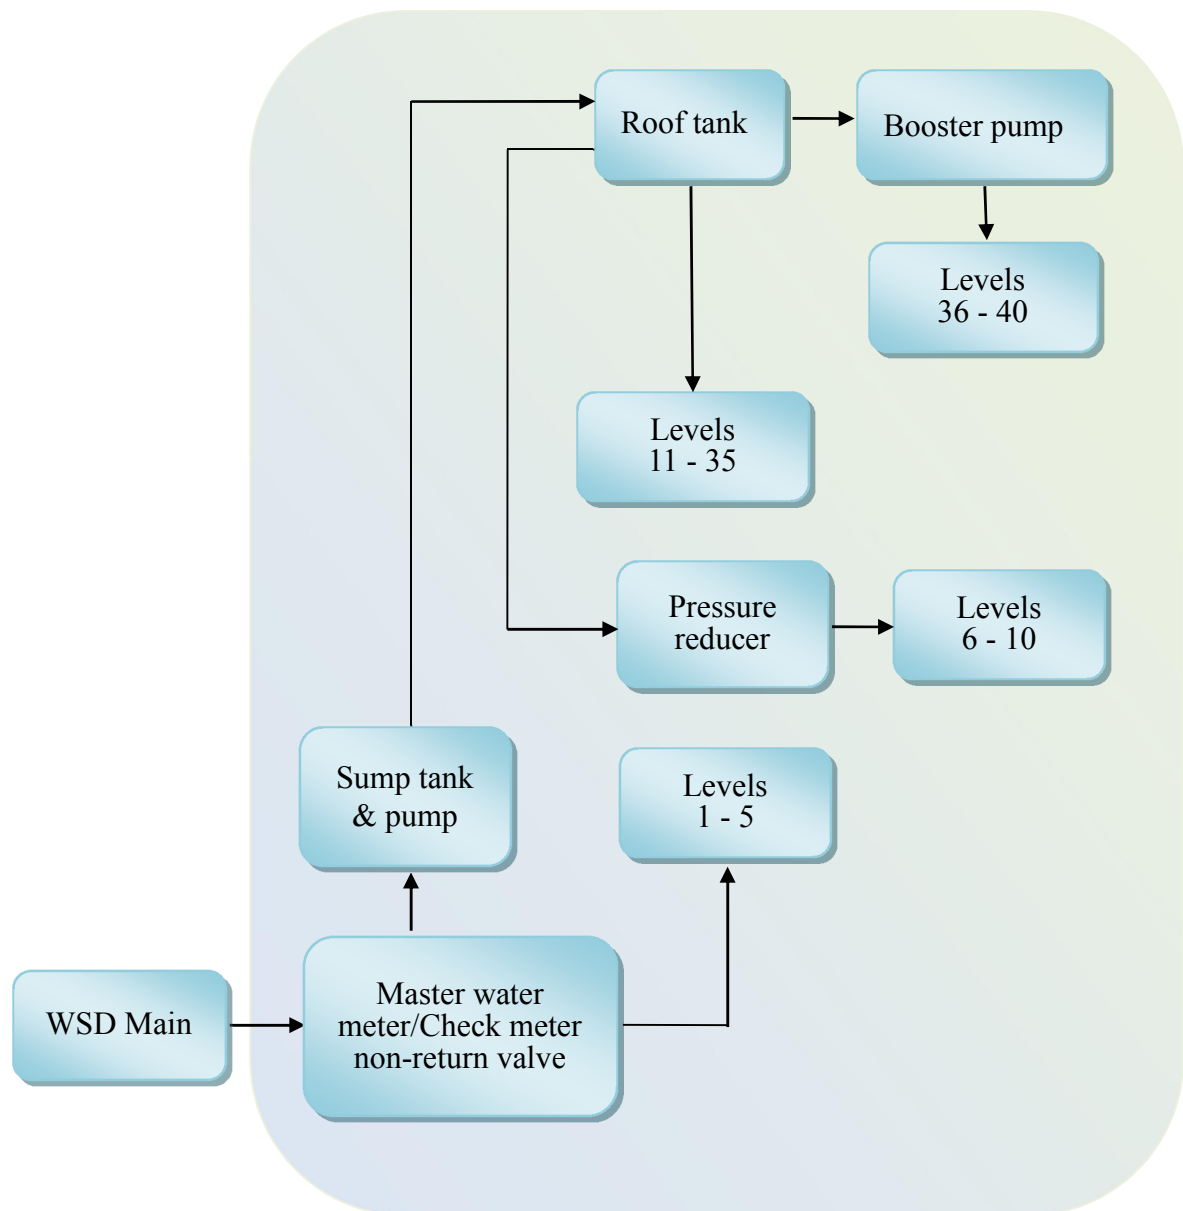 Roof tank
Booster pump
Levels
36 - 40
Levels
11 - 35
Pressure
reducer
Levels
6 - 10
Sump tank
& pump
Levels
1 - 5
WSD Main
Master water
meter/Check meter
non-return valve